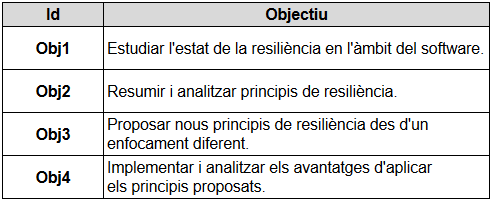 Id Objectiu
Obj1 Estudiar l'estat de la resiliència en l'àmbit del software.
Obj2 Resumir i analitzar principis de resiliència.
Obj3 Proposar nous principis de resiliència des d'un
enfocament diferent.
Obj4 Implementar i analitzar els avantatges d'aplicar
els principis proposats.